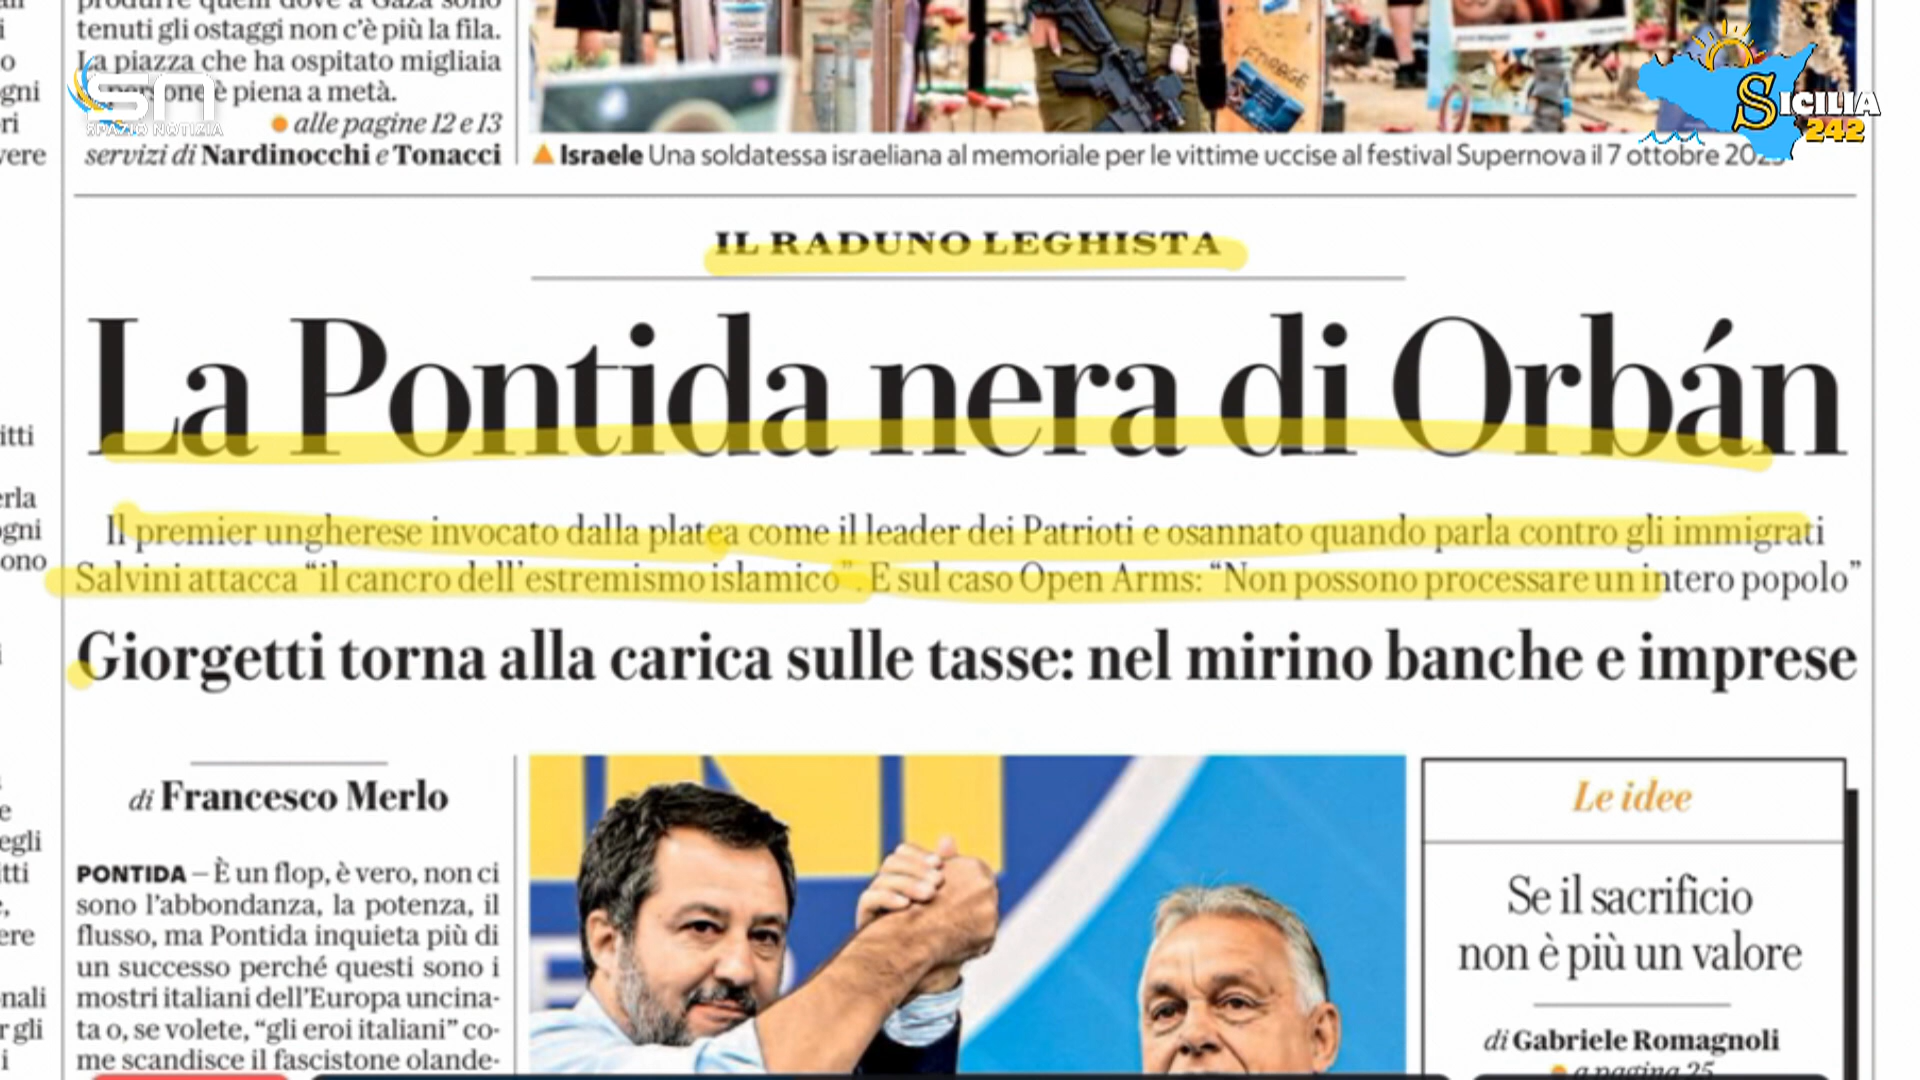 tenuti gli ostaggi non c'è più la fila.
La piazza che ha ospitato migliaia
è piena a metà.
alle pagine 12 e 13
servizi di Nardinocchi e Tonacci
SPAZIO NOTIZIA
SICILIA
242
Israele Una soldatessa israeliana al memoriale per le vittime uccise al festival Supernova il 7 ottobre
IL RADUNO LEGHISTA
La Pontida nera di Orbán
Il premier ungherese invocato dalla platea come il leader dei Patrioti e osannato quando parla contro gli immigrati
Salvini attacca “il cancro dell'estremismo islamico”. E sul caso Open Arms: “Non possono processare un intero popolo”
Giorgetti torna alla carica sulle tasse: nel mirino banche e imprese
di Francesco Merlo
PONTIDA – È un flop, è vero, non ci
sono l'abbondanza, la potenza, il
flusso, ma Pontida inquieta più di
un successo perché questi sono i
mostri italiani dell'Europa uncina-
ta o, se volete, “gli eroi italiani” co-
me scandisce il fascistone olande-
Le idee
Se il sacrificio
non è più un valore
di Gabriele Romagnoli
a pagina 25